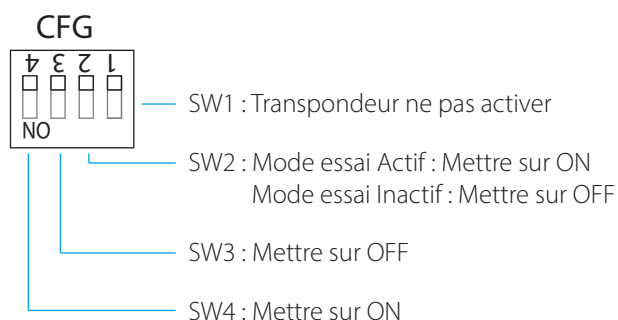 CFG
4 3 2 1
ON
SW1 : Transpondeur ne pas activer
SW2 : Mode essai Actif : Mettre sur ON
Mode essai Inactif : Mettre sur OFF
SW3 : Mettre sur OFF
SW4 : Mettre sur ON